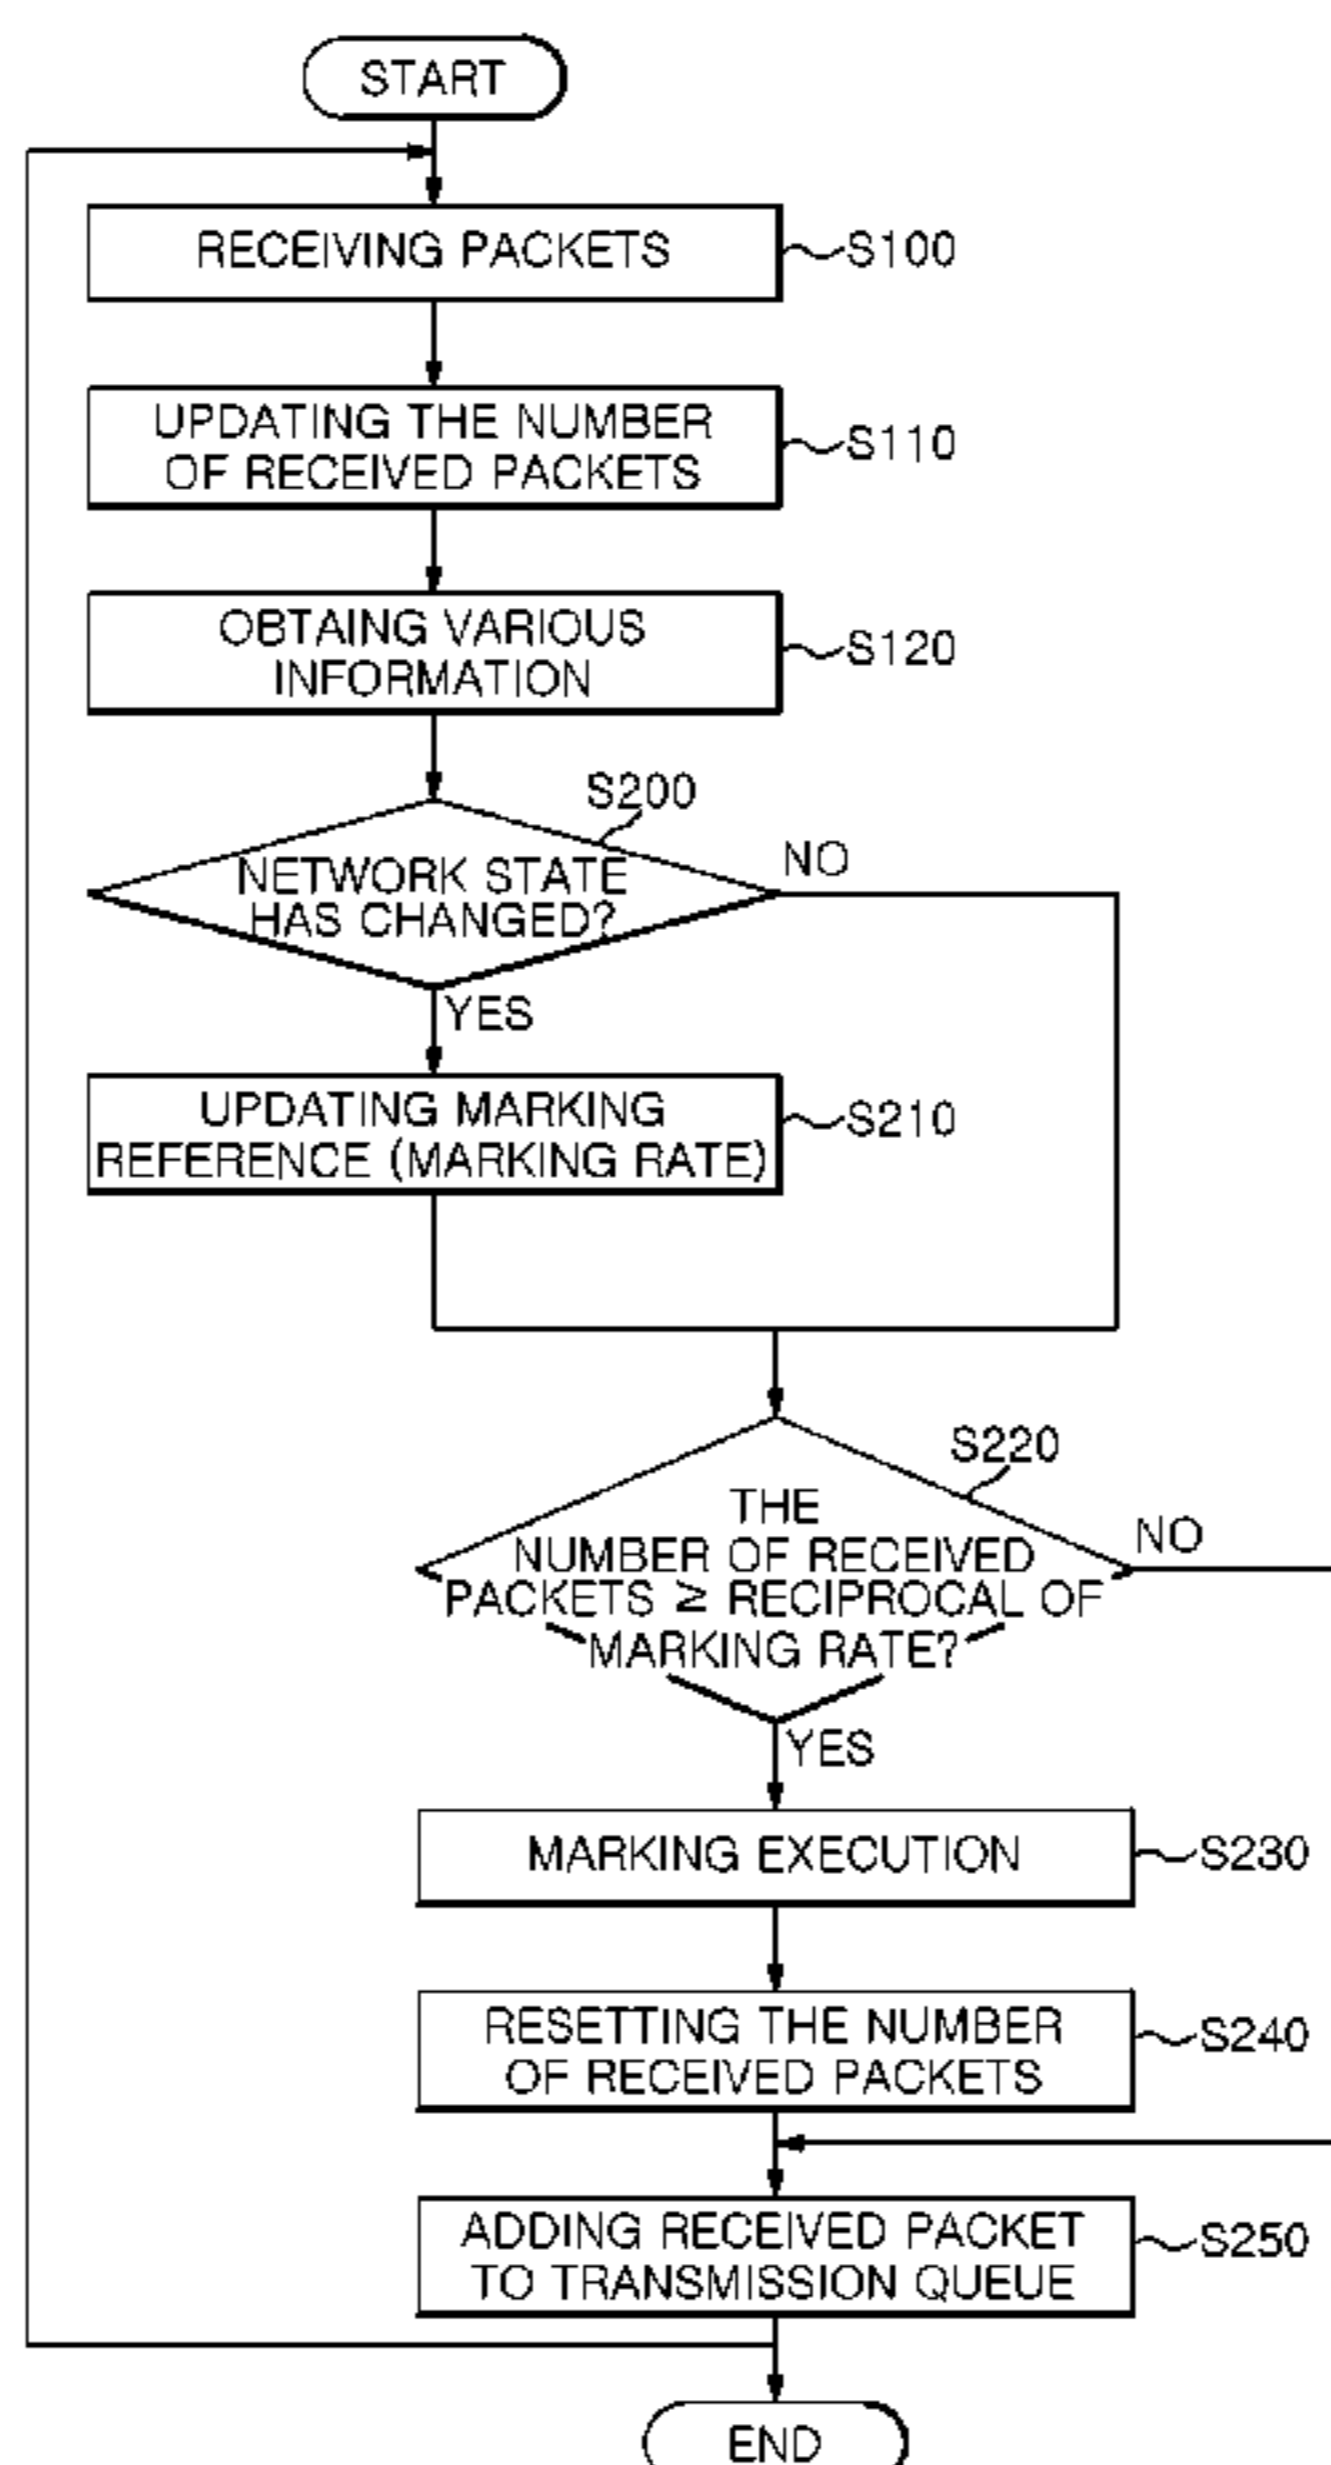 START
RECEIVING PACKETS
S100
UPDATING THE NUMBER
OF RECEIVED PACKETS
S110
OBTAING VARIOUS
INFORMATION
S120
S200
NETWORK STATE
HAS CHANGED?
NO
YES
UPDATING MARKING
REFERENCE (MARKING RATE)
S210
S220
THE
NUMBER OF RECEIVED
PACKETS ≥ RECIPROCAL OF
MARKING RATE?
NO
YES
MARKING EXECUTION
S230
RESETTING THE NUMBER
OF RECEIVED PACKETS
S240
ADDING RECEIVED PACKET
TO TRANSMISSION QUEUE
S250
END